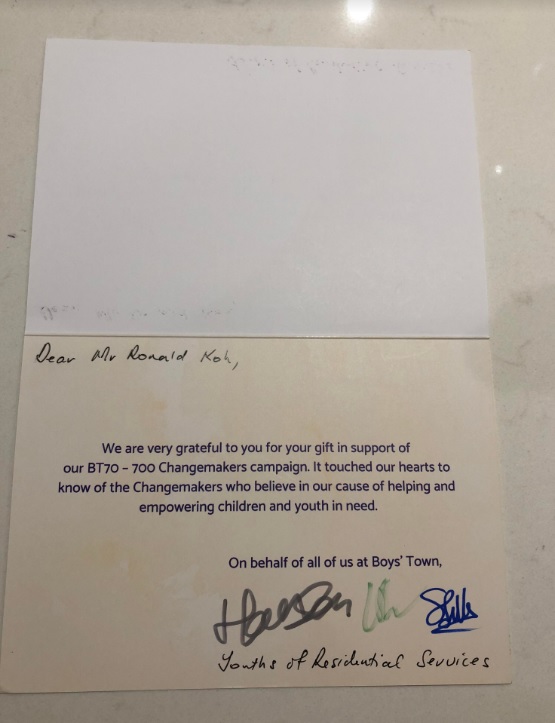 Dear Mr Ronald Koh,
We are very grateful to you for your gift in support of
our BT70 – 700 Changemakers campaign. It touched our hearts to
know of the Changemakers who believe in our cause of helping and
empowering children and youth in need.
On behalf of all of us at Boys' Town,
Youths of Residential Services